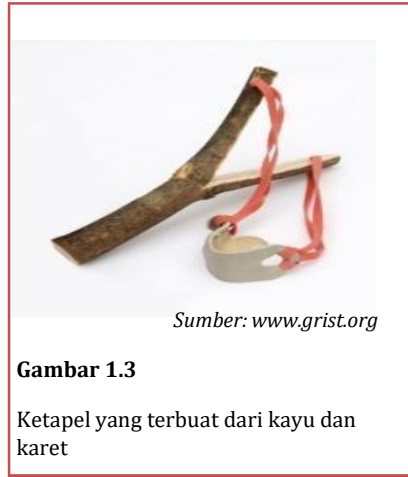 Sumber: www.grist.org
Gambar 1.3
Ketapel yang terbuat dari kayu dan
karet